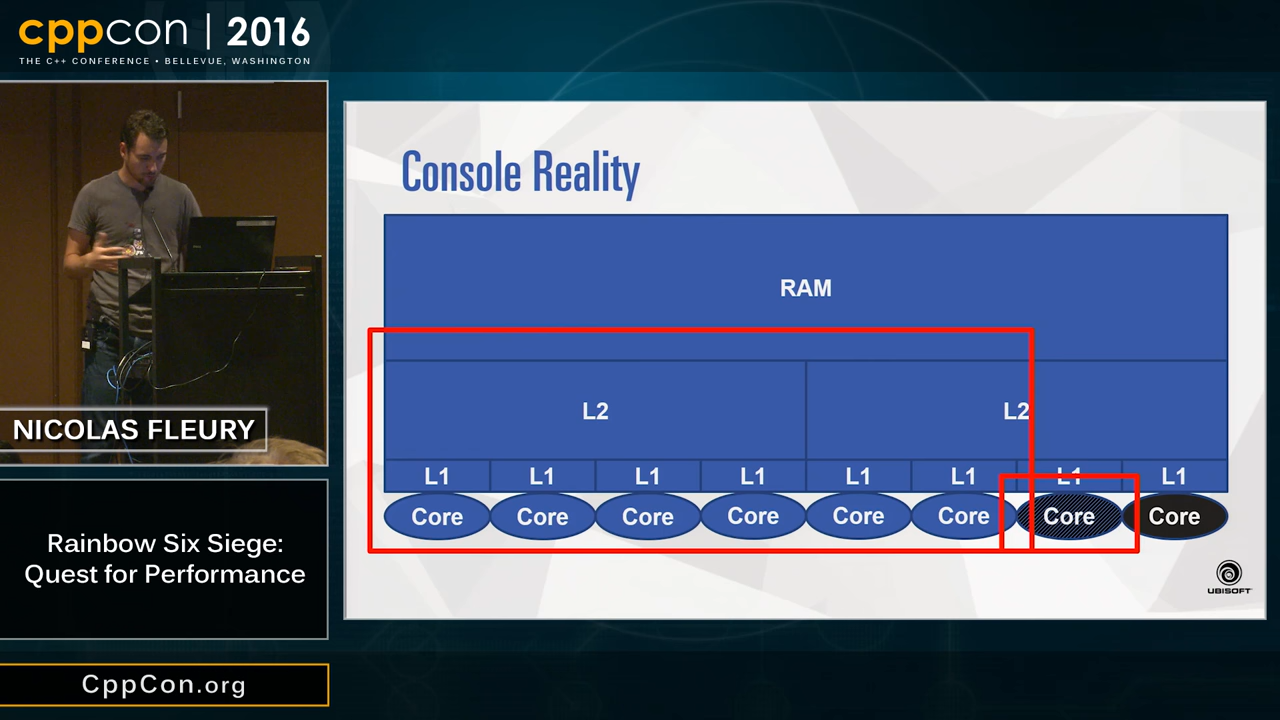 cppcon | 2016
THE C++ CONFERENCE • BELLEVUE, WASHINGTON
NICOLAS FLEURY
Rainbow Six Siege:
Quest for Performance
CppCon.org
Console Reality
RAM
L2 L2
L1 L1 L1 L1 L1 L1 L1 L1
Core Core Core Core Core Core Core Core
UBISOFT